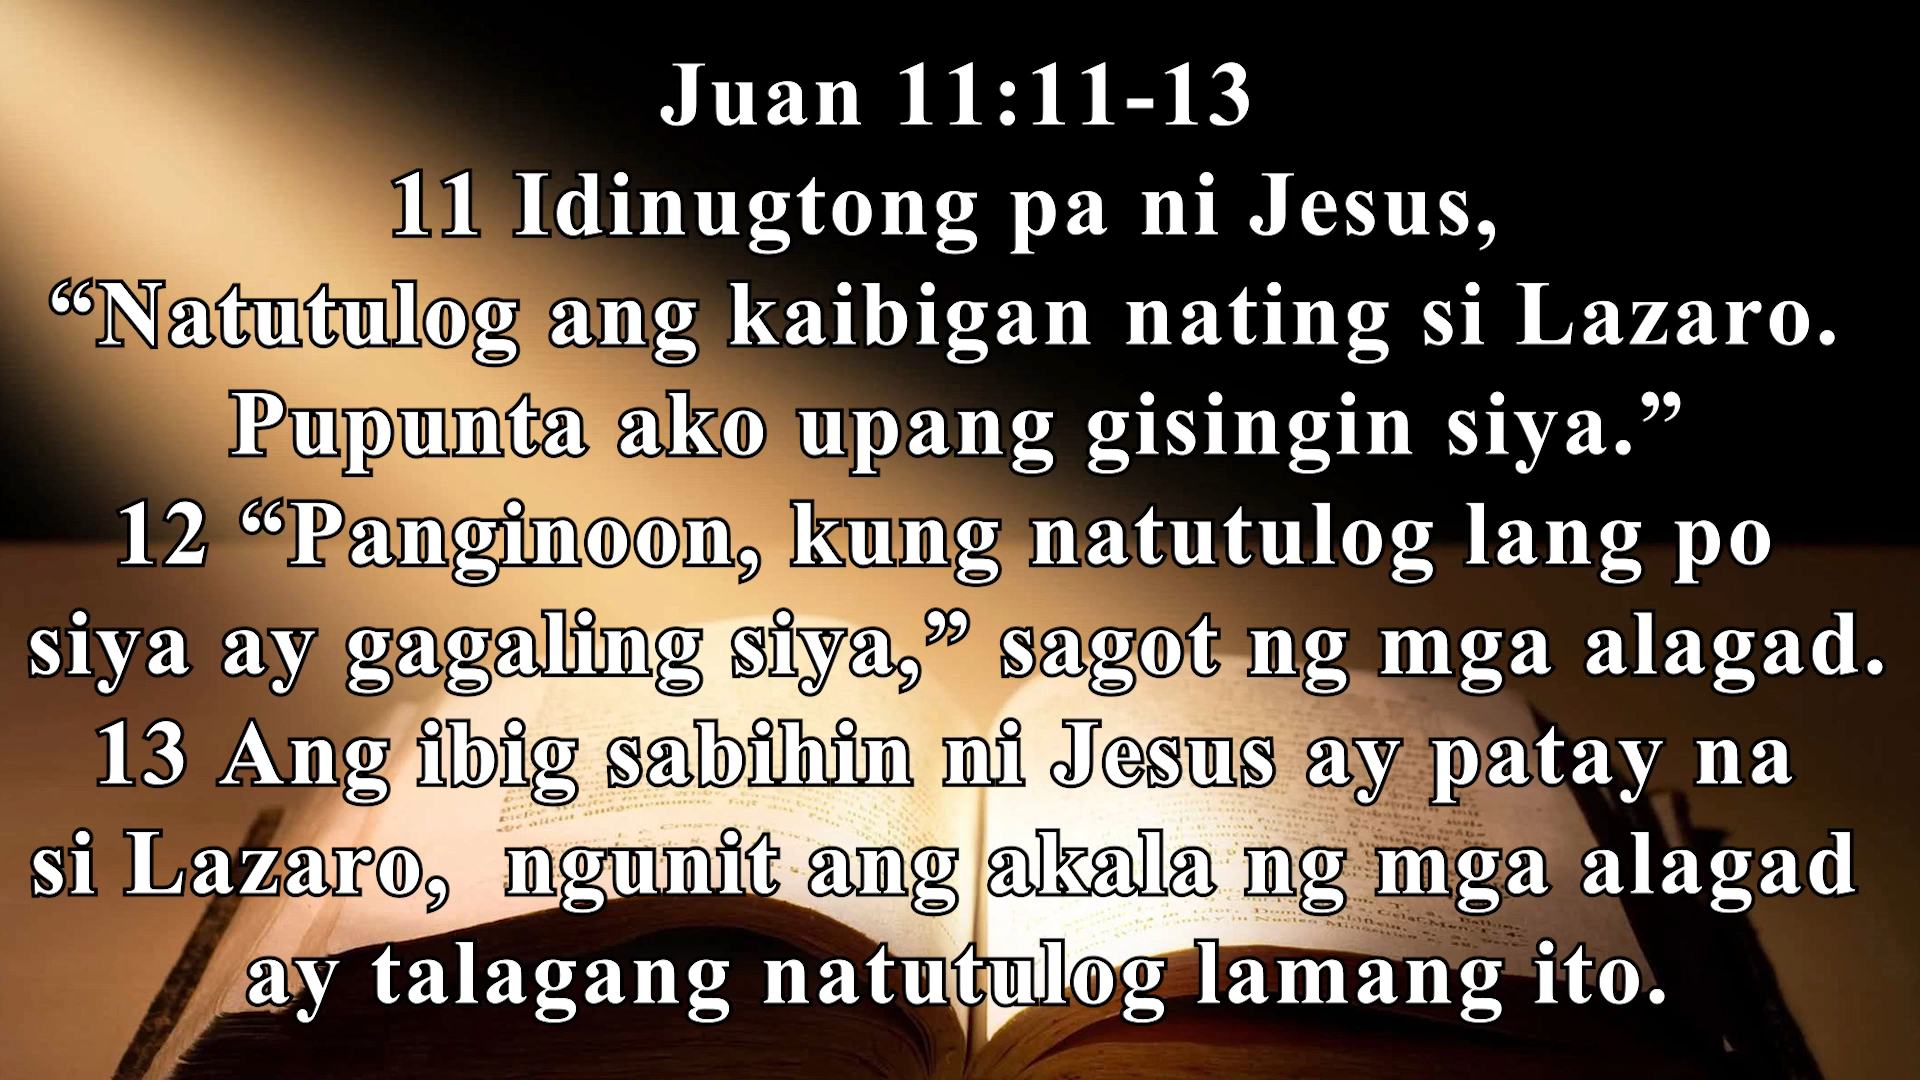 Juan 11:11-13
11 Idinugtong pa ni Jesus,
“Natutulog ang kaibigan nating si Lazaro.
Pupunta ako upang gisingin siya.”
12 “Panginoon, kung natutulog lang po
siya ay gagaling siya,” sagot ng mga alagad.
13 Ang ibig sabihin ni Jesus ay patay na
si Lazaro,  ngunit ang akala ng mga alagad
ay talagang natutulog lamang ito.